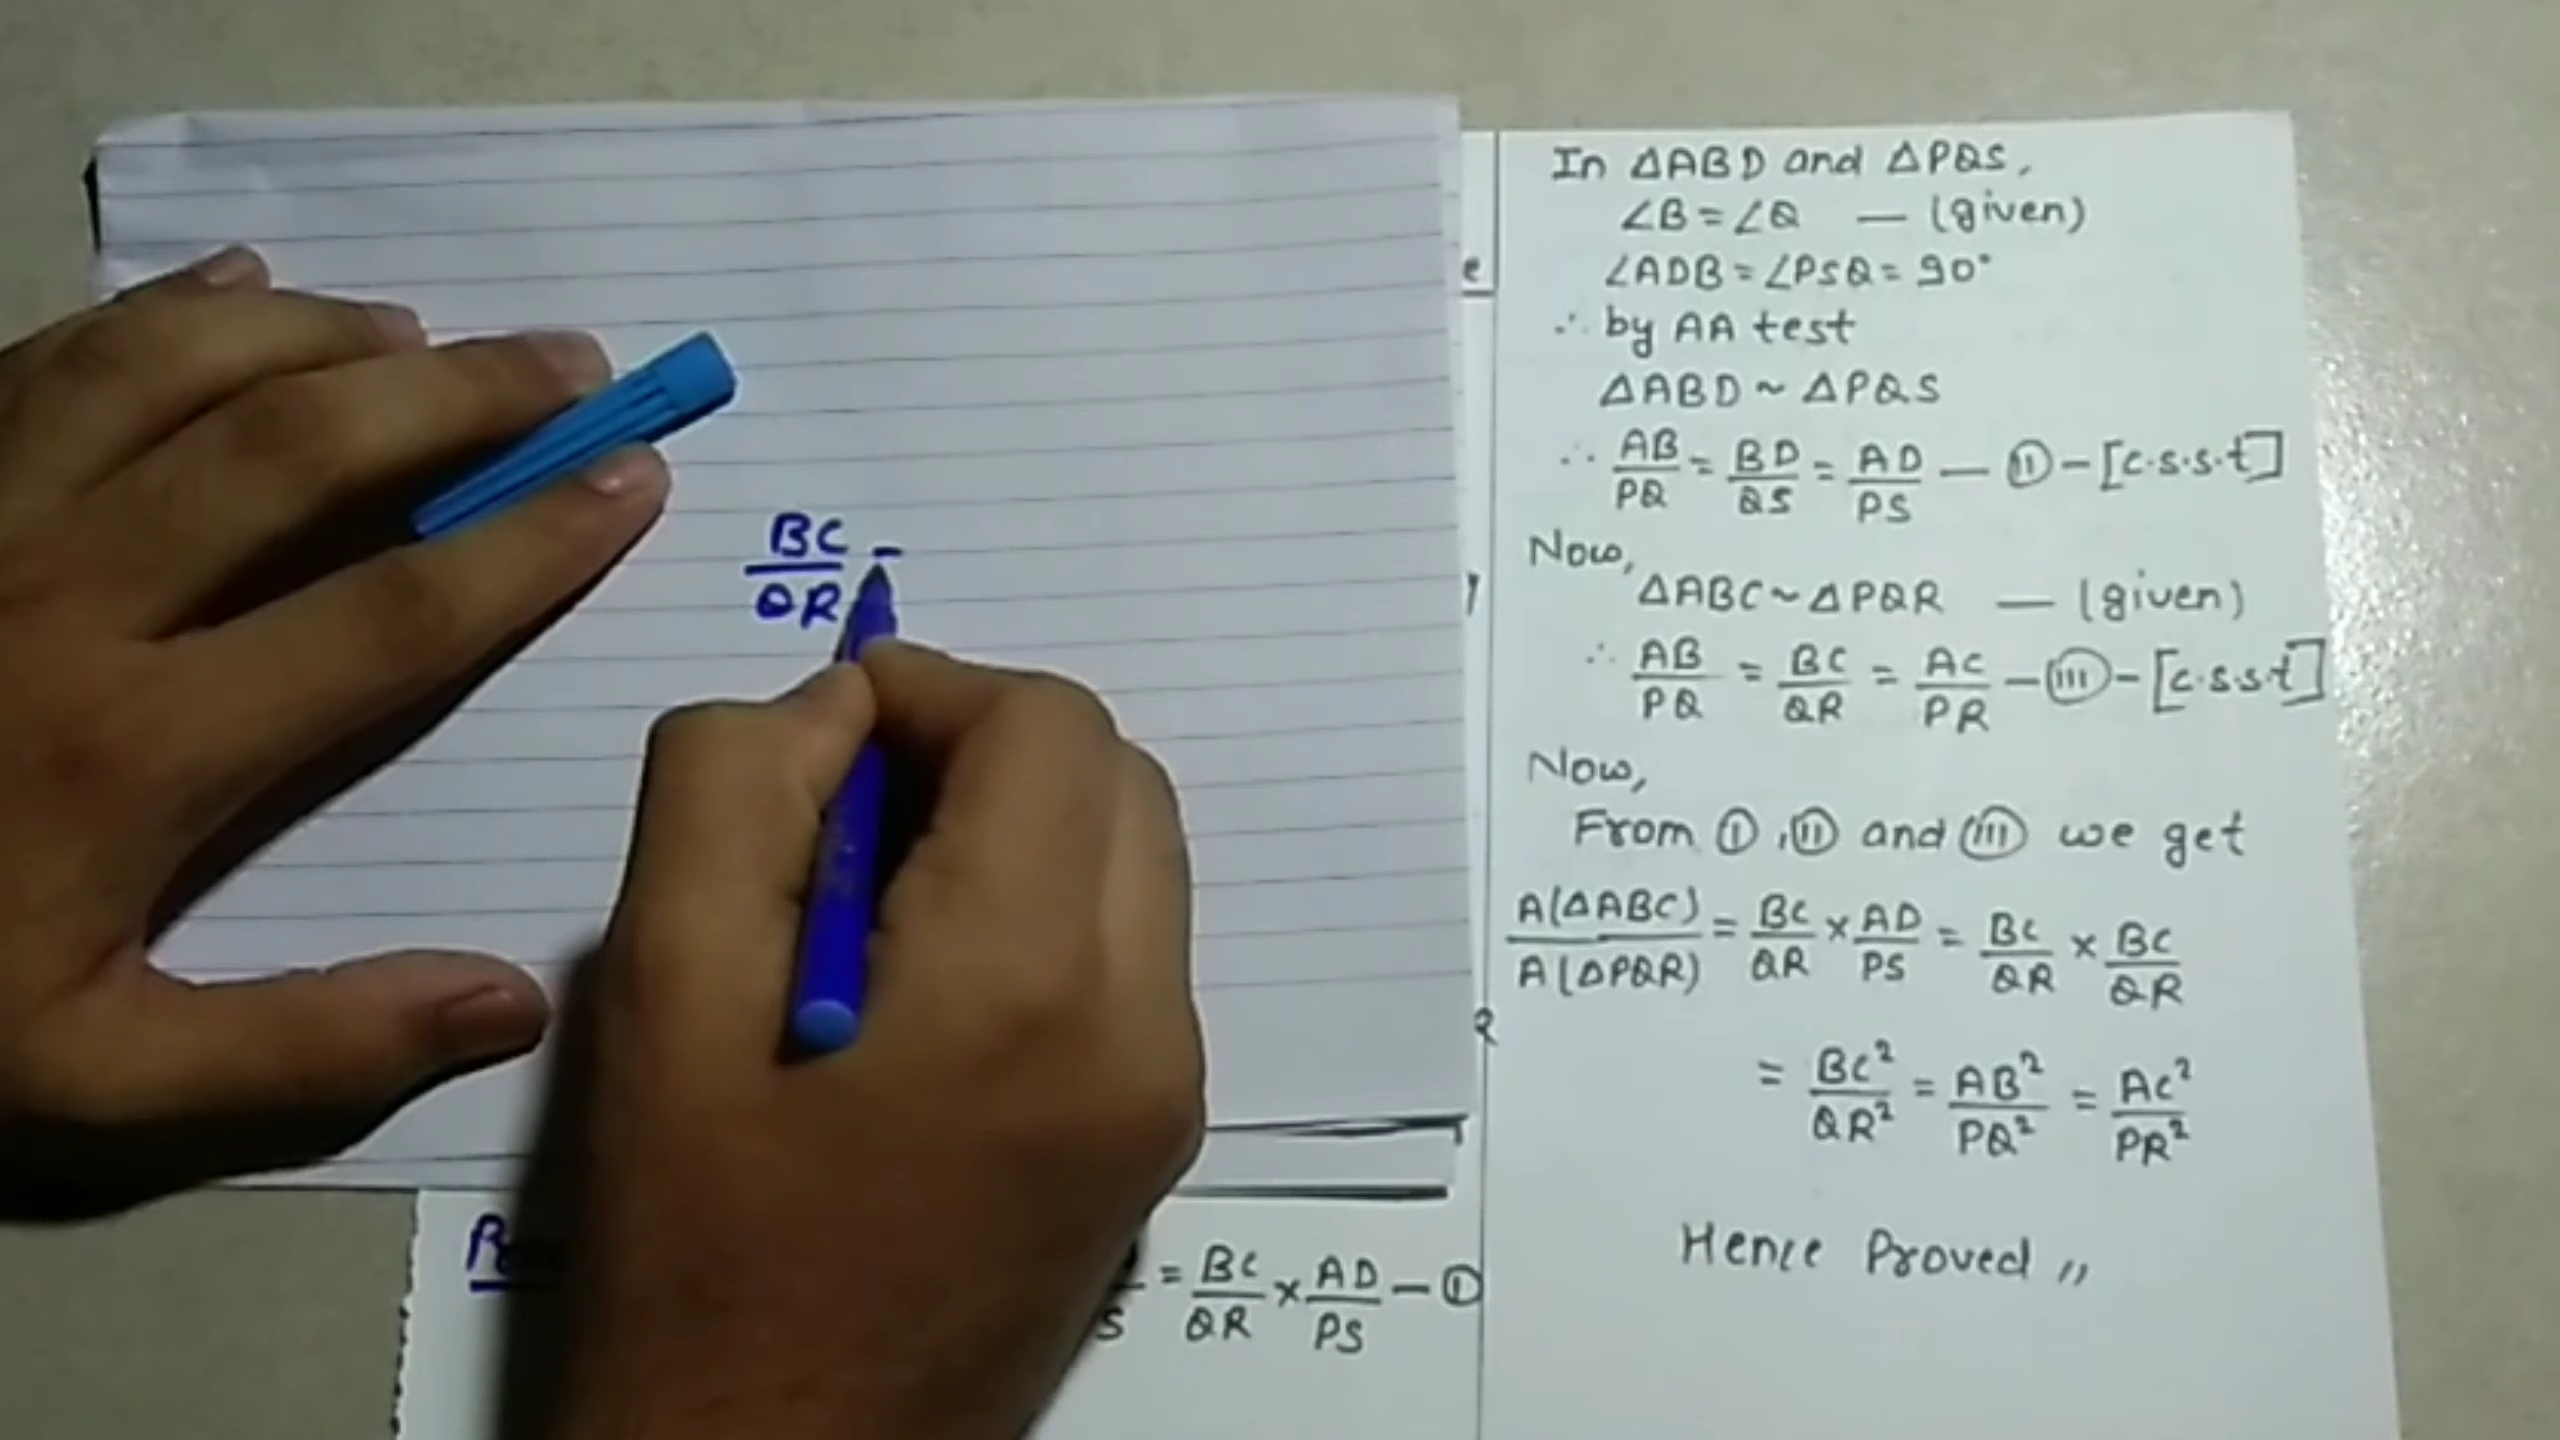 BC/QR =
In ΔABD and ΔPQS,
∠B = ∠Q — (given)
∠ADB = ∠PSQ = 90°
∴ by AA test
ΔABD ~ ΔPQS
∴ AB/PQ = BD/QS = AD/PS — (II) - [c.s.s.t]
Now,
ΔABC ~ ΔPQR — (given)
∴ AB/PQ = BC/QR = AC/PR — (III) - [c.s.s.t]
Now,
From (I), (II) and (III) we get
A(ΔABC)/A(ΔPQR) = BC/QR × AD/PS = BC/QR × BC/QR
= BC²/QR² = AB²/PQ² = AC²/PR²
Hence Proved,,
= BC/QR × AD/PS — (I)